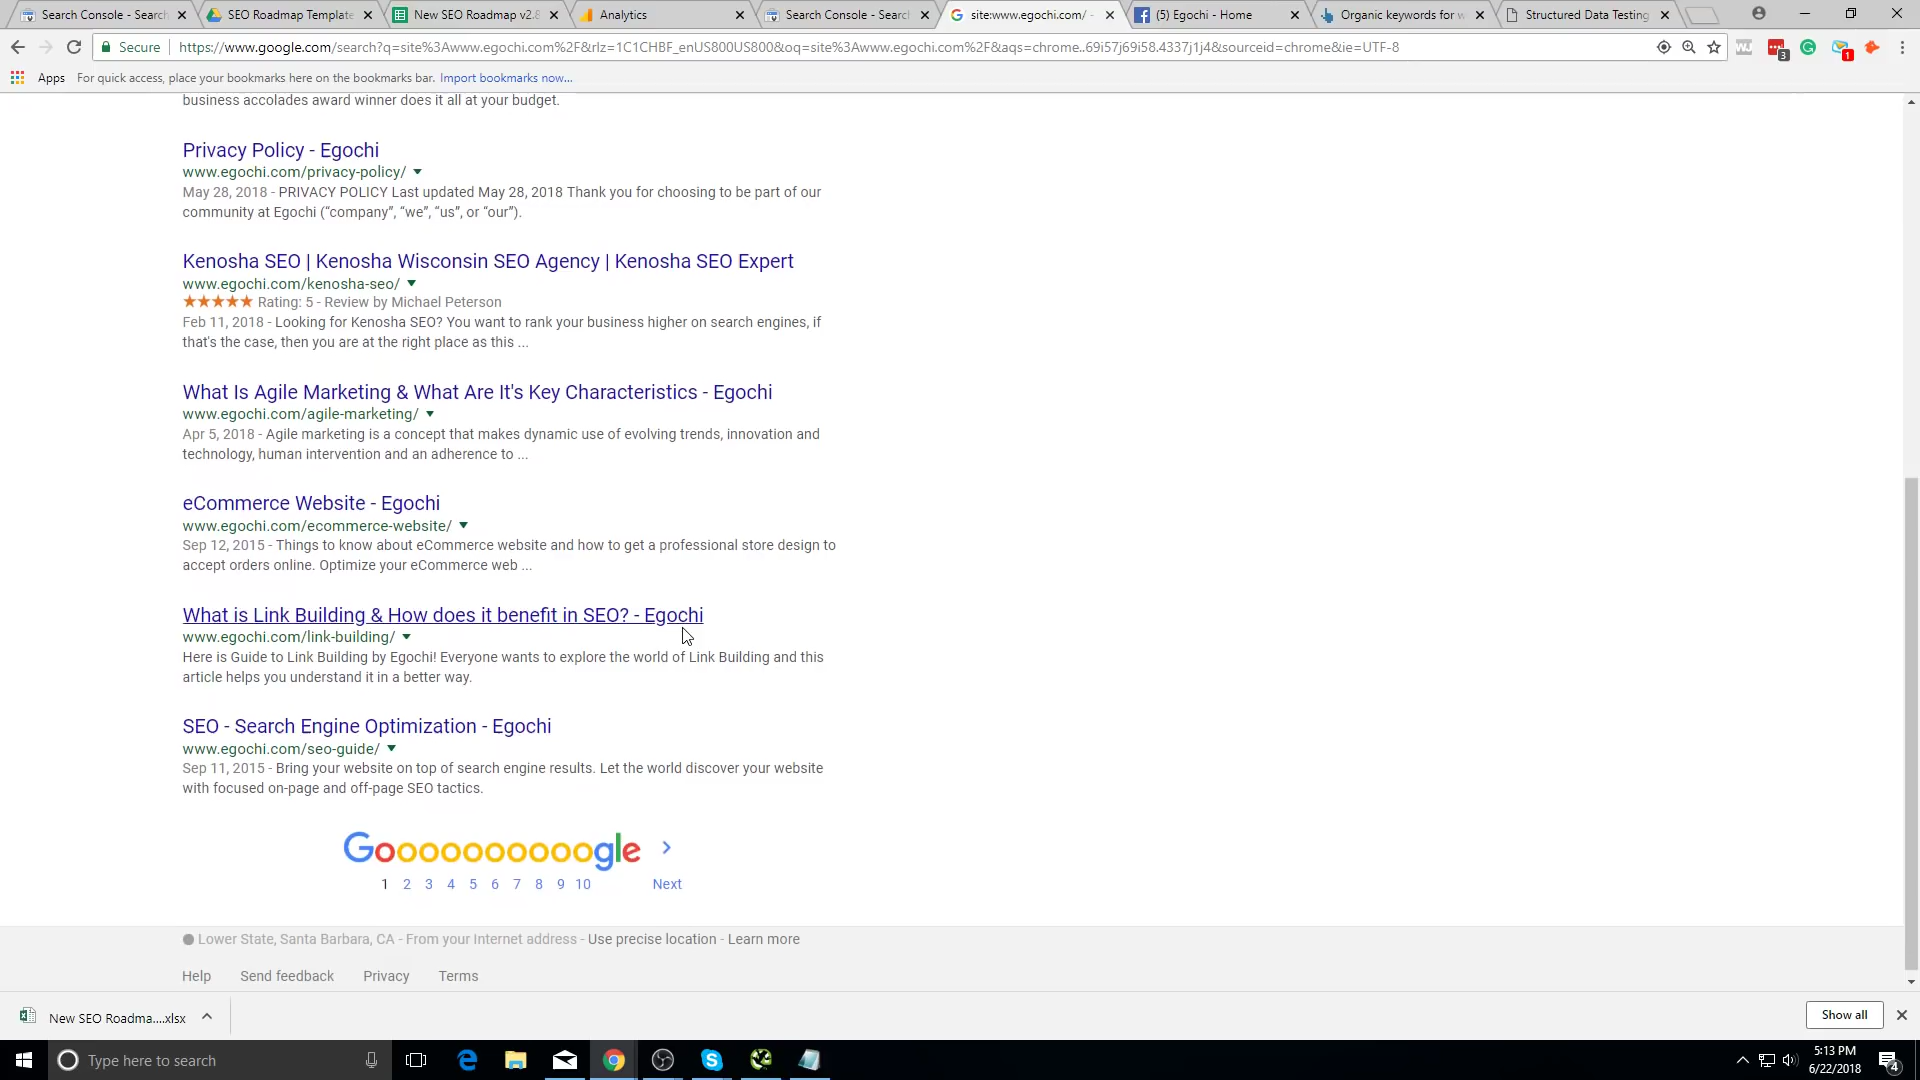 Search Console - Search
SEO Roadmap Template
New SEO Roadmap v2.8
Analytics
Search Console - Search
site:www.egochi.com/ -
(5) Egochi - Home
Organic keywords for w
Structured Data Testing
Secure
https://www.google.com/search?q=site%3Awww.egochi.com%2F&rlz=1C1CHBF_enUS800US800&oq=site%3Awww.egochi.com%2F&aqs=chrome..69i57j69i58.4337j1j4&sourceid=chrome&ie=UTF-8
3
1
Apps For quick access, place your bookmarks here on the bookmarks bar. Import bookmarks now...
business accolades award winner does it all at your budget.
Privacy Policy - Egochi
www.egochi.com/privacy-policy/
May 28, 2018 - PRIVACY POLICY Last updated May 28, 2018 Thank you for choosing to be part of our
community at Egochi (“company”, “we”, “us”, or “our”).
Kenosha SEO | Kenosha Wisconsin SEO Agency | Kenosha SEO Expert
www.egochi.com/kenosha-seo/
★★★★★ Rating: 5 - Review by Michael Peterson
Feb 11, 2018 - Looking for Kenosha SEO? You want to rank your business higher on search engines, if
that's the case, then you are at the right place as this ...
What Is Agile Marketing & What Are It's Key Characteristics - Egochi
www.egochi.com/agile-marketing/
Apr 5, 2018 - Agile marketing is a concept that makes dynamic use of evolving trends, innovation and
technology, human intervention and an adherence to ...
eCommerce Website - Egochi
www.egochi.com/ecommerce-website/
Sep 12, 2015 - Things to know about eCommerce website and how to get a professional store design to
accept orders online. Optimize your eCommerce web ...
What is Link Building & How does it benefit in SEO? - Egochi
www.egochi.com/link-building/
Here is Guide to Link Building by Egochi! Everyone wants to explore the world of Link Building and this
article helps you understand it in a better way.
SEO - Search Engine Optimization - Egochi
www.egochi.com/seo-guide/
Sep 11, 2015 - Bring your website on top of search engine results. Let the world discover your website
with focused on-page and off-page SEO tactics.
Goooooooooogle >
1 2 3 4 5 6 7 8 9 10 Next
Lower State, Santa Barbara, CA - From your Internet address - Use precise location - Learn more
Help Send feedback Privacy Terms
New SEO Roadma....xlsx
Show all
Type here to search
5:13 PM
6/22/2018
4